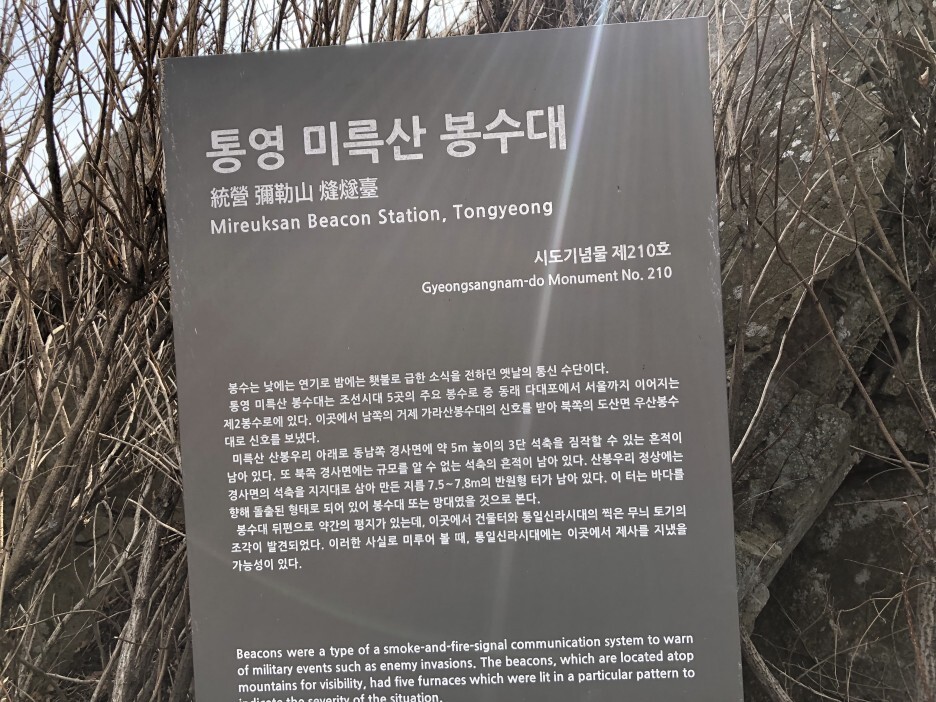 통영 미륵산 봉수대
統營 彌勒山 烽燧臺
Mireuksan Beacon Station, Tongyeong
시도기념물 제210호
Gyeongsangnam-do Monument No. 210
봉수는 낮에는 연기로 밤에는 횃불로 급한 소식을 전하던 옛날의 통신 수단이다.
통영 미륵산 봉수대는 조선시대 5곳의 주요 봉수로 중 동래 다대포에서 서울까지 이어지는
제2봉수로에 있다. 이곳에서 남쪽의 거제 가라산봉수대의 신호를 받아 북쪽의 도산면 우산봉수
대로 신호를 보냈다.
미륵산 산봉우리 아래로 동남쪽 경사면에 약 5m 높이의 3단 석축을 짐작할 수 있는 흔적이
남아 있다. 또 북쪽 경사면에는 규모를 알 수 없는 석축의 흔적이 남아 있다. 산봉우리 정상에는
경사면의 석축을 지지대로 삼아 만든 지름 7.5~7.8m의 반원형 터가 남아 있다. 이 터는 바다를
향해 돌출된 형태로 되어 있어 봉수대 또는 망대였을 것으로 본다.
봉수대 뒤편으로 약간의 평지가 있는데, 이곳에서 건물터와 통일신라시대의 찍은 무늬 토기의
조각이 발견되었다. 이러한 사실로 미루어 볼 때, 통일신라시대에는 이곳에서 제사를 지냈을
가능성이 있다.
Beacons were a type of a smoke-and-fire-signal communication system to warn
of military events such as enemy invasions. The beacons, which are located atop
mountains for visibility, had five furnaces which were lit in a particular pattern to
indicate the severity of the situation.